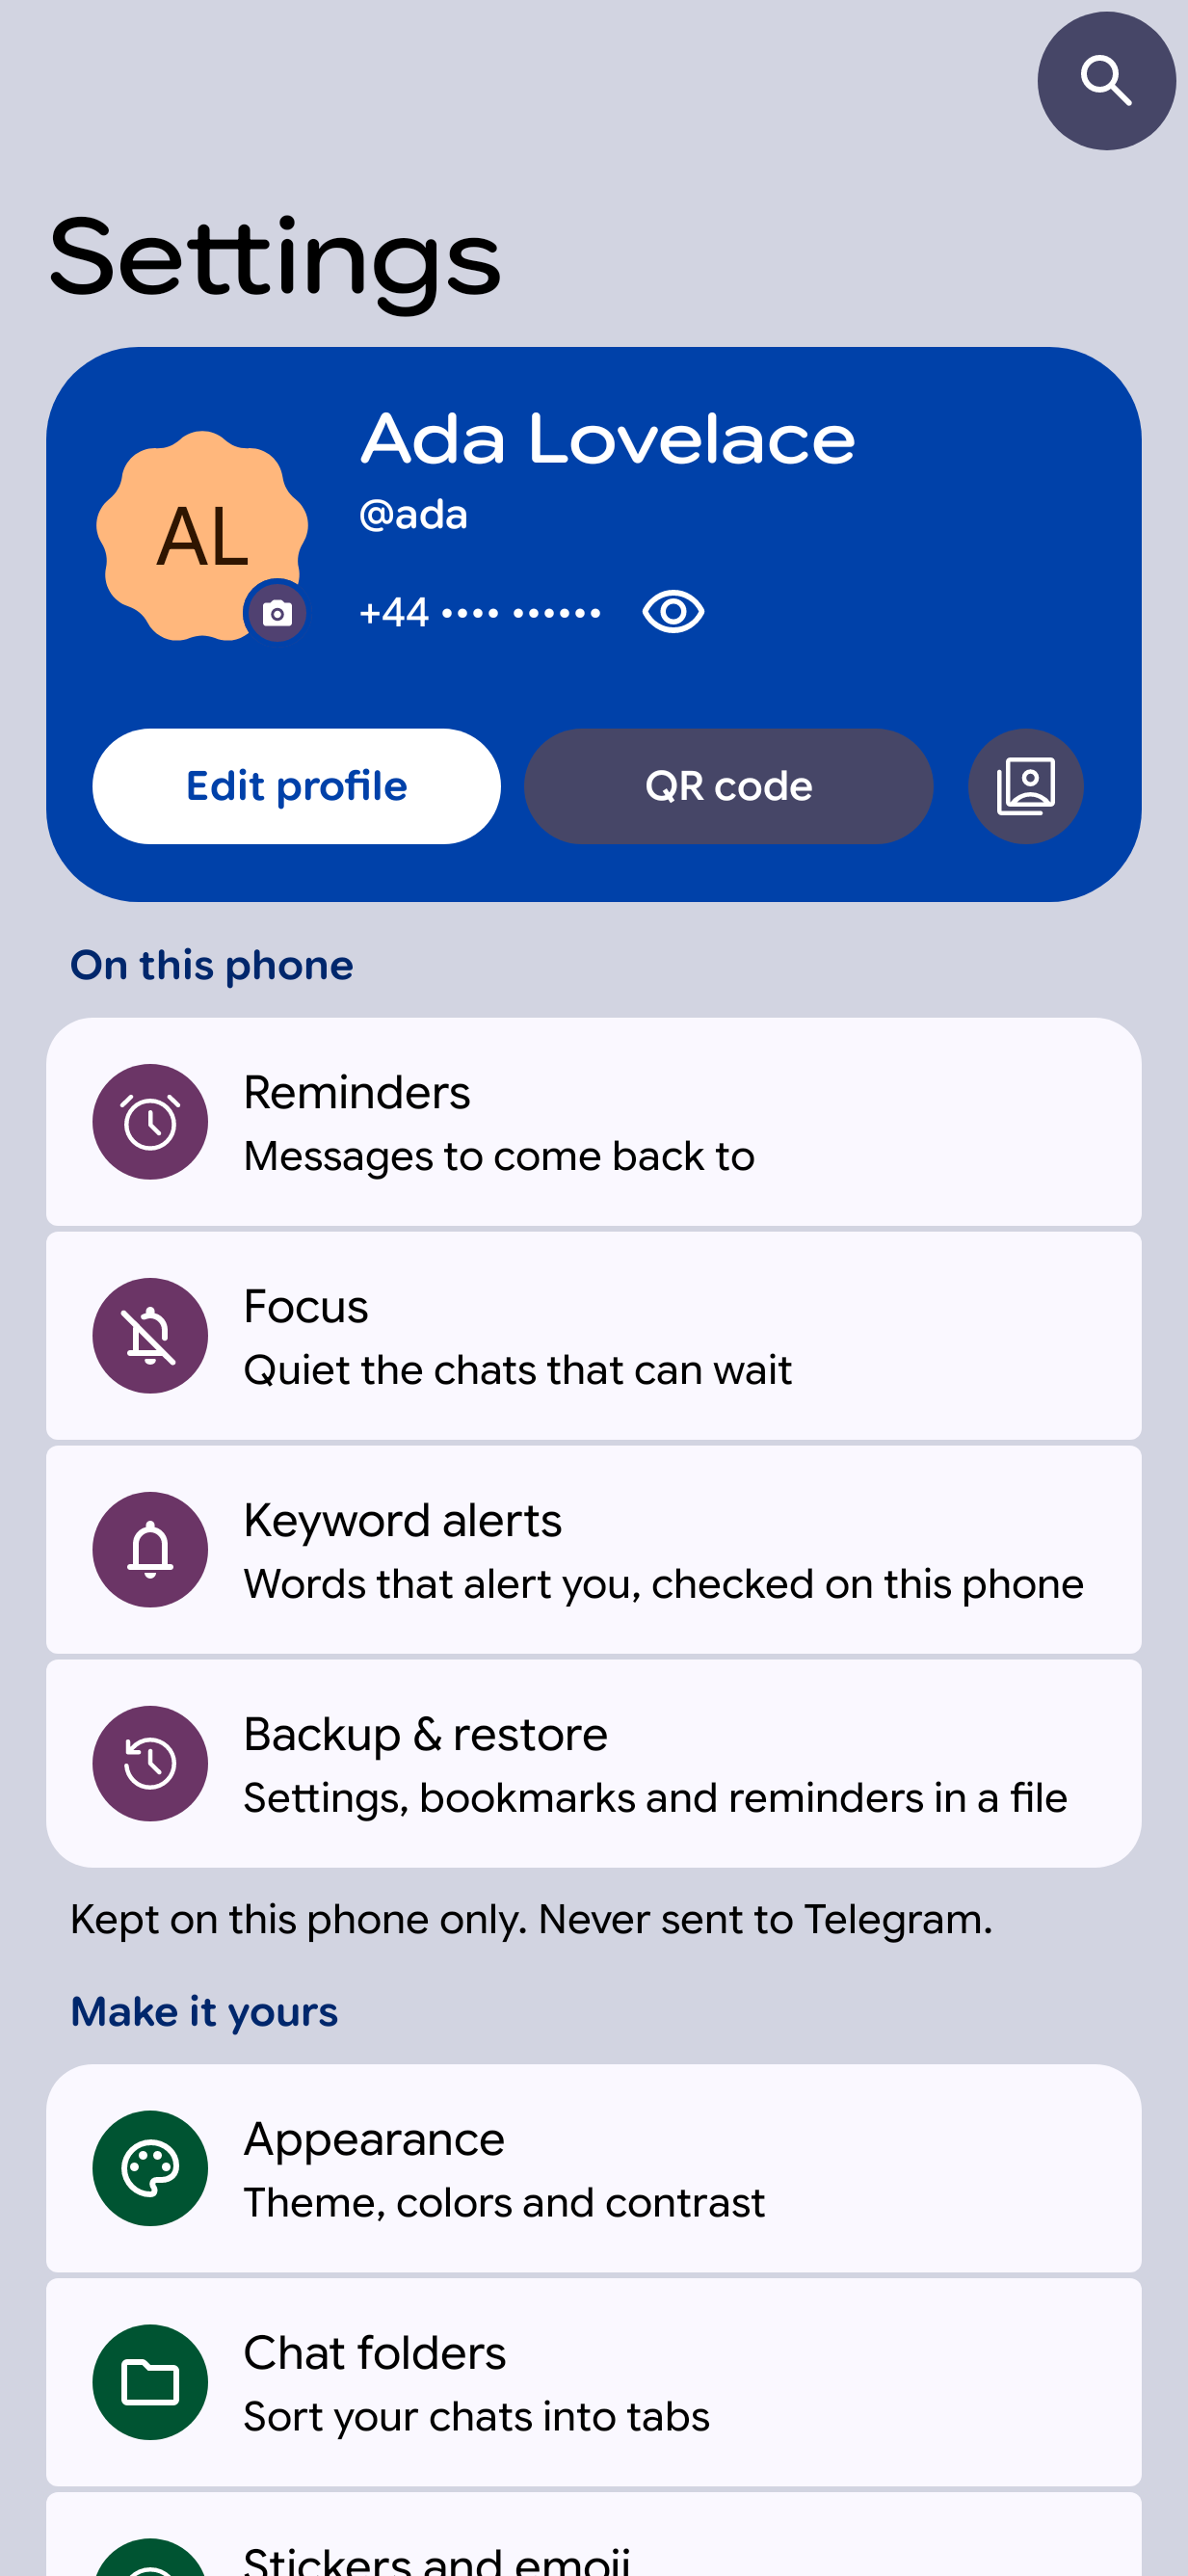 Settings
Ada Lovelace
AL
@ada
+44 •••• ••••••
Edit profile
QR code
On this phone
Reminders
Messages to come back to
Focus
Quiet the chats that can wait
Keyword alerts
Words that alert you, checked on this phone
Backup & restore
Settings, bookmarks and reminders in a file
Kept on this phone only. Never sent to Telegram.
Make it yours
Appearance
Theme, colors and contrast
Chat folders
Sort your chats into tabs
Stickers and emoji